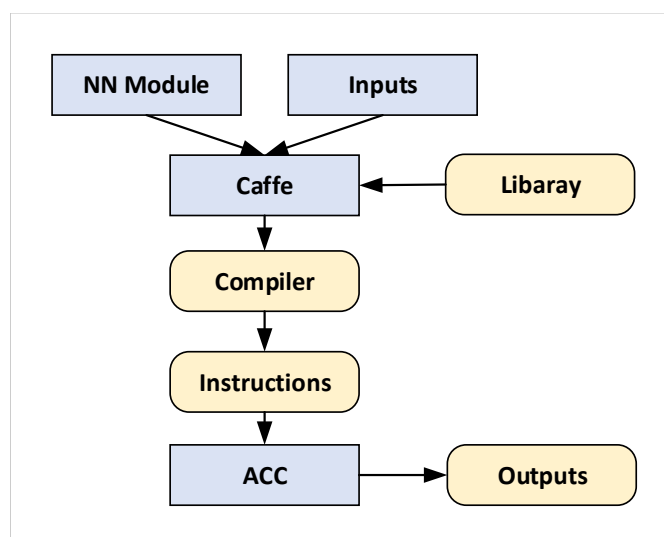 NN Module
Inputs
Caffe
Libaray
Compiler
Instructions
ACC
Outputs